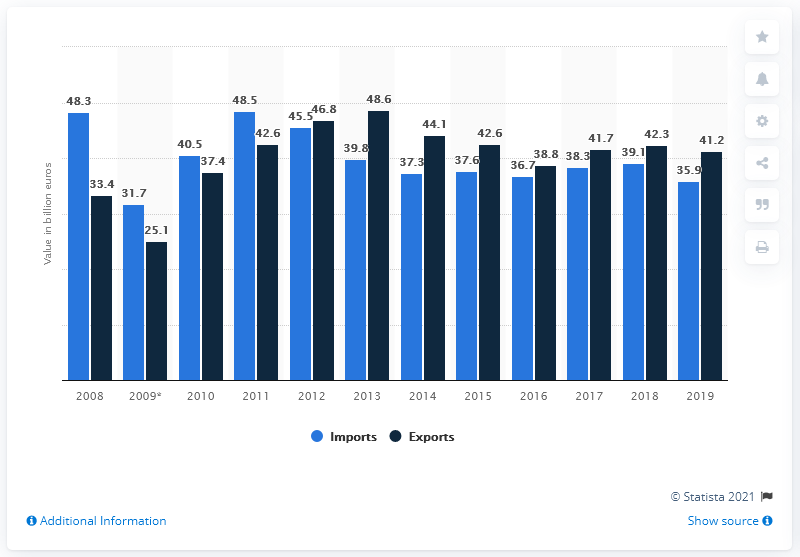 48.3 33.4 31.7 25.1 40.5 37.4 48.5 42.6 45.5 46.8 39.8 48.6 37.3 44.1 37.6 42.6 36.7 38.8 38.3 41.7 39.1 42.3 35.9 41.2
Value in billion euros
2008 2009* 2010 2011 2012 2013 2014 2015 2016 2017 2018 2019
Imports Exports
© Statista 2021
Additional Information Show source